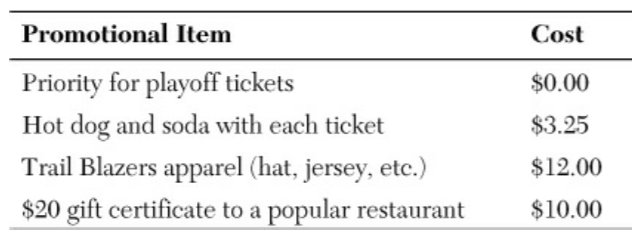 Promotional Item Cost
Priority for playoff tickets $0.00
Hot dog and soda with each ticket $3.25
Trail Blazers apparel (hat, jersey, etc.) $12.00
$20 gift certificate to a popular restaurant $10.00